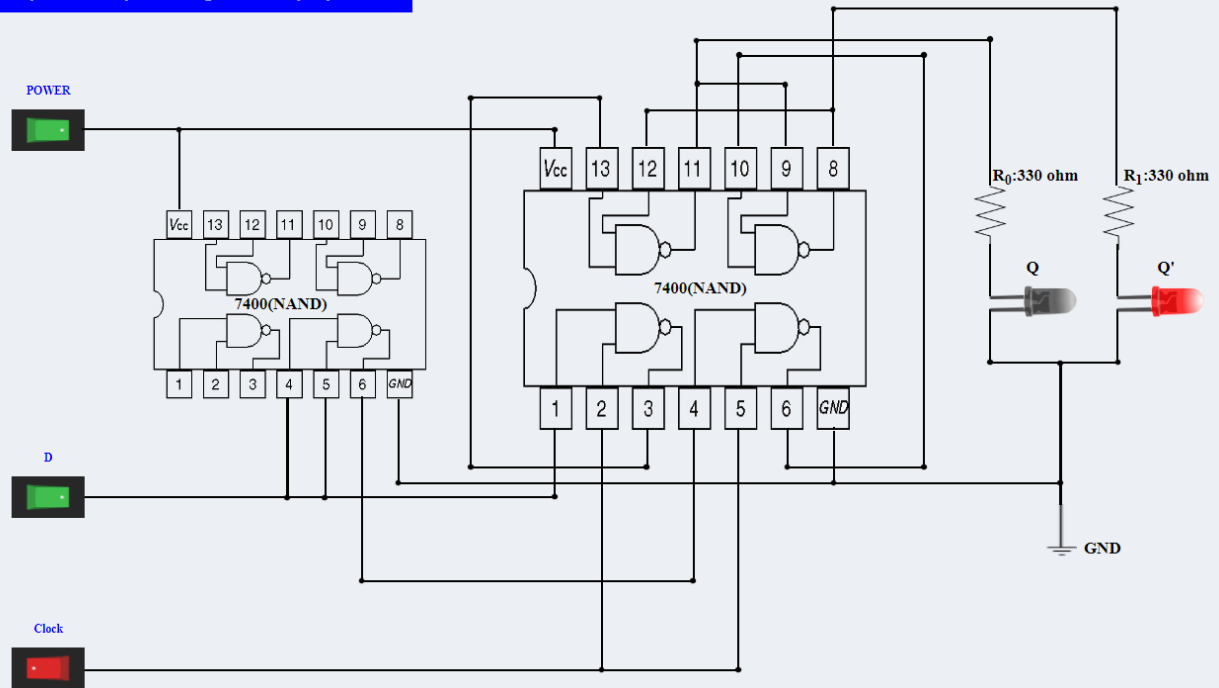 POWER
Vcc 13 12 11 10 9 8
R0:330 ohm R1:330 ohm
Vcc 13 12 11 10 9 8
Q Q'
7400(NAND)
7400(NAND)
1 2 3 4 5 6 GND
1 2 3 4 5 6 GND
D
GND
Clock